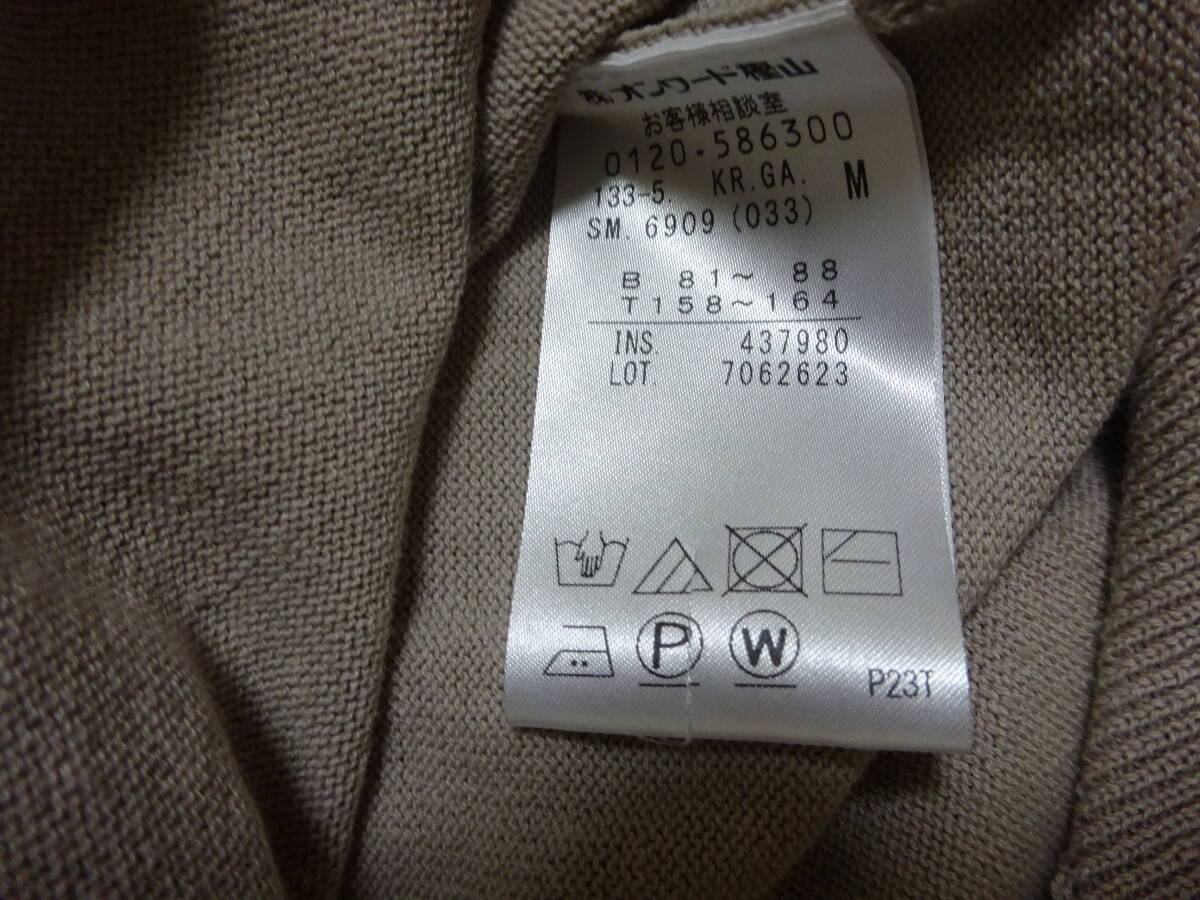 ㈱オンワード樫山
お客様相談室
0120-586300
133-5. KR.GA. M
SM. 6909 (033)
B 81~ 88
T158~164
INS. 437980
LOT. 7062623
P W
P23T